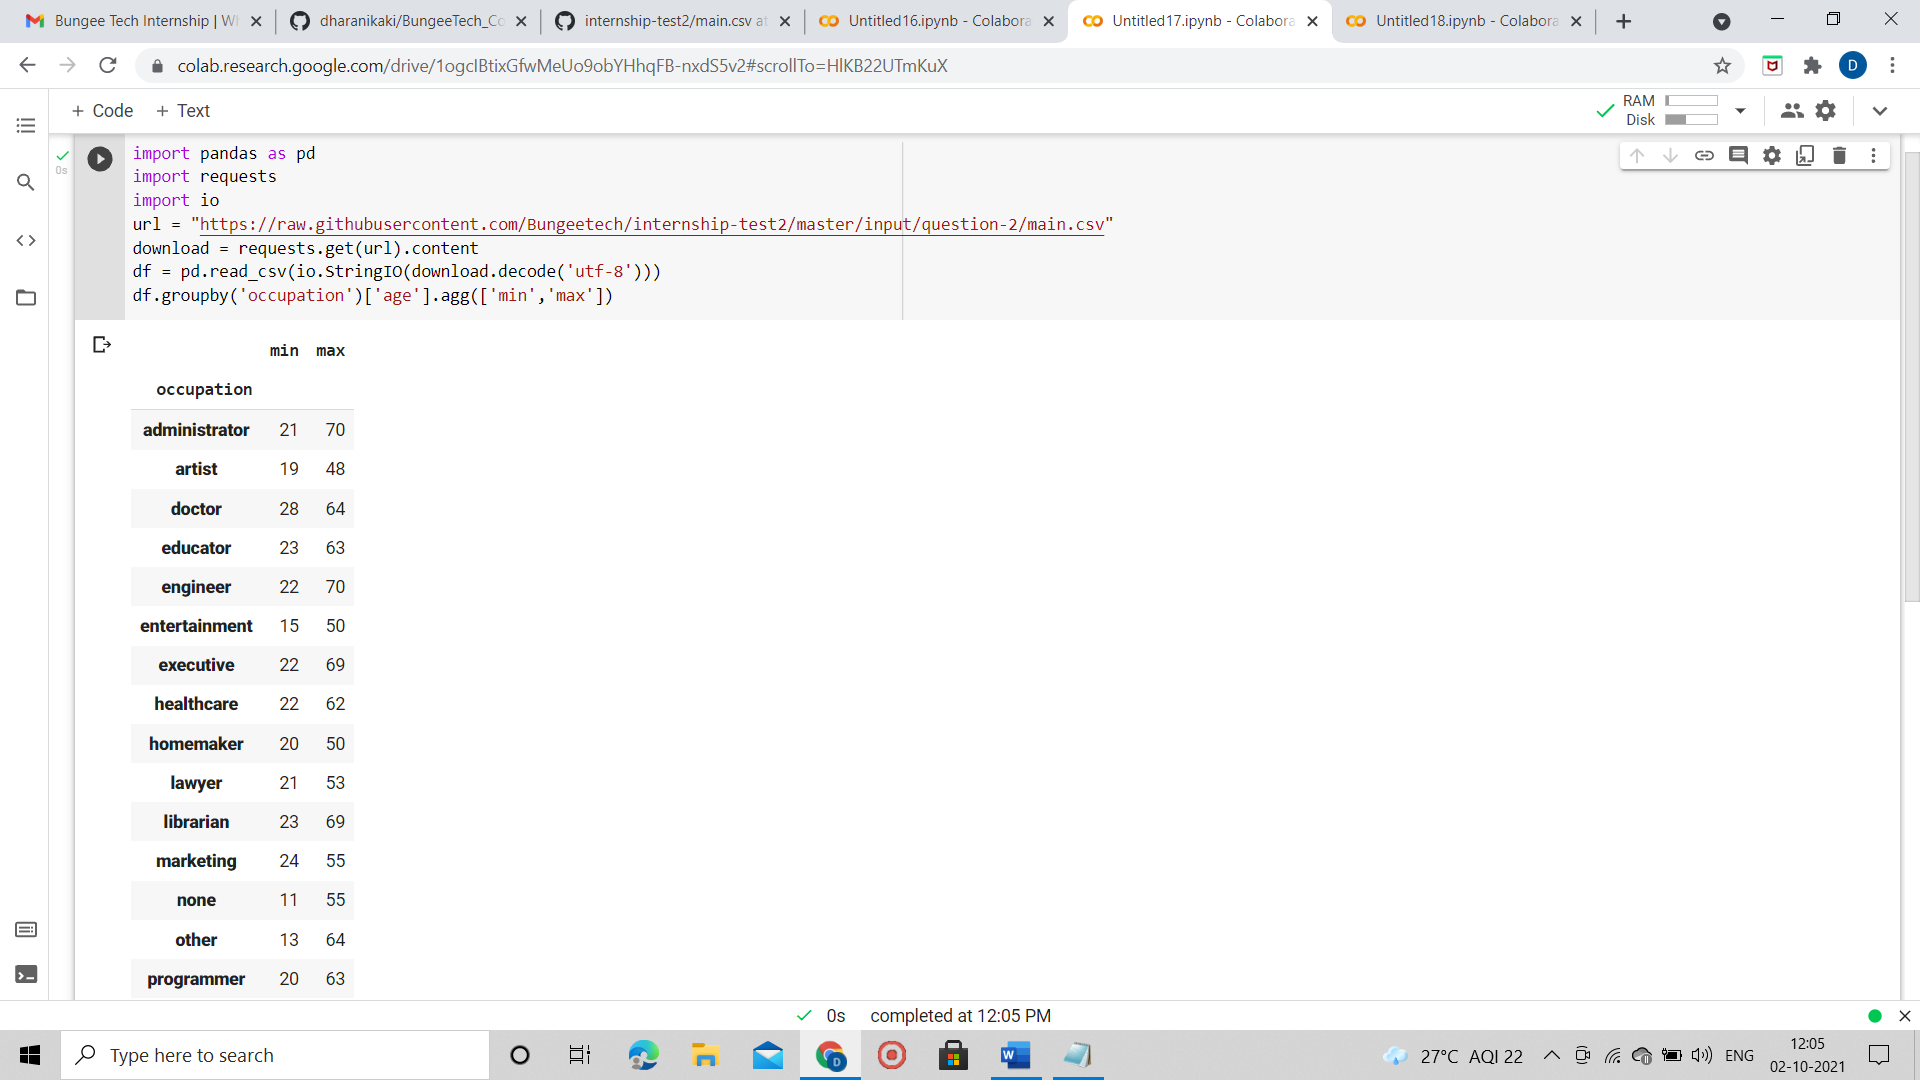 Bungee Tech Internship | W
dharanikaki/BungeeTech_Co
internship-test2/main.csv at
Untitled16.ipynb - Colabora
Untitled17.ipynb - Colabora
Untitled18.ipynb - Colabora
colab.research.google.com/drive/1ogcIBtixGfwMeUo9obYHhqFB-nxdS5v2#scrollTo=HlKB22UTmKuX
D
+ Code + Text
RAM
Disk
0s
import pandas as pd
import requests
import io
url = "https://raw.githubusercontent.com/Bungeetech/internship-test2/master/input/question-2/main.csv"
download = requests.get(url).content
df = pd.read_csv(io.StringIO(download.decode('utf-8')))
df.groupby('occupation')['age'].agg(['min','max'])
min max
occupation
administrator 21 70
artist 19 48
doctor 28 64
educator 23 63
engineer 22 70
entertainment 15 50
executive 22 69
healthcare 22 62
homemaker 20 50
lawyer 21 53
librarian 23 69
marketing 24 55
none 11 55
other 13 64
programmer 20 63
0s completed at 12:05 PM
Type here to search
27°C AQI 22
ENG
12:05
02-10-2021